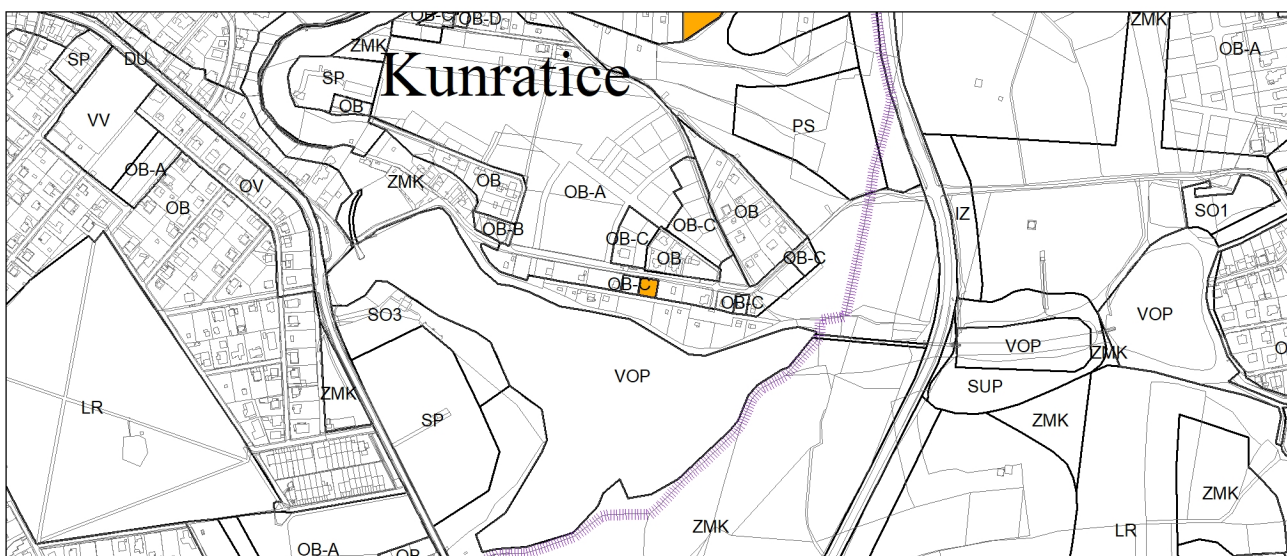 OB-C
OB-D
ZMK
ZMK
OB-A
SP
DU
SP
Kunratice
OB
VV
PS
OB-A
OV
OB
ZMK
OB
OB-A
OB-C
OB
SO1
IZ
OB-B
OB-C
OB
OB-C
OB-C
OB-C
SO3
VOP
VOP
ZMK
VOP
SUP
ZMK
LR
SP
ZMK
ZMK
ZMK
LR
OB-A